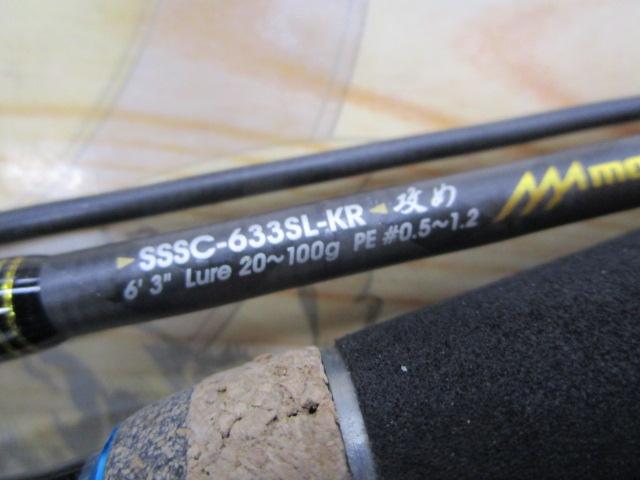 SSSC-633SL-KR 攻め
6' 3" Lure 20～100g PE #0.5～1.2